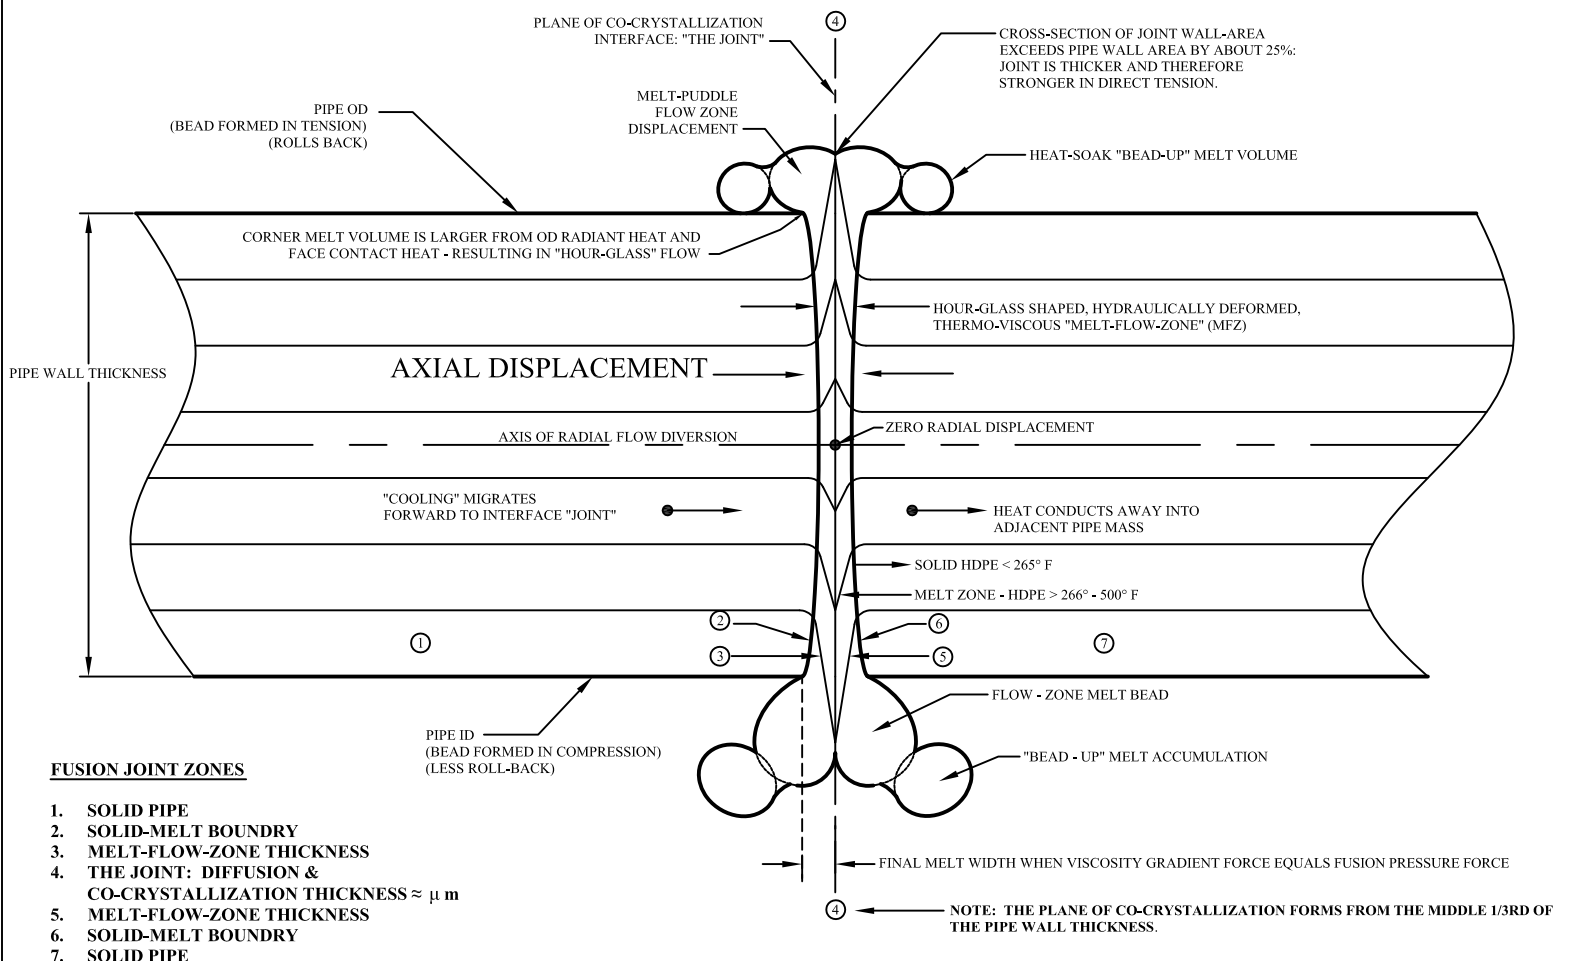 PLANE OF CO-CRYSTALLIZATION
INTERFACE: "THE JOINT"
4
CROSS-SECTION OF JOINT WALL-AREA
EXCEEDS PIPE WALL AREA BY ABOUT 25%:
JOINT IS THICKER AND THEREFORE
STRONGER IN DIRECT TENSION.
PIPE OD
(BEAD FORMED IN TENSION)
(ROLLS BACK)
MELT-PUDDLE
FLOW ZONE
DISPLACEMENT
HEAT-SOAK "BEAD-UP" MELT VOLUME
CORNER MELT VOLUME IS LARGER FROM OD RADIANT HEAT AND
FACE CONTACT HEAT - RESULTING IN "HOUR-GLASS" FLOW
HOUR-GLASS SHAPED, HYDRAULICALLY DEFORMED,
THERMO-VISCOUS "MELT-FLOW-ZONE" (MFZ)
PIPE WALL THICKNESS
AXIAL DISPLACEMENT
AXIS OF RADIAL FLOW DIVERSION
ZERO RADIAL DISPLACEMENT
"COOLING" MIGRATES
FORWARD TO INTERFACE "JOINT"
HEAT CONDUCTS AWAY INTO
ADJACENT PIPE MASS
SOLID HDPE < 265° F
MELT ZONE - HDPE > 266° - 500° F
1
2
3
6
5
7
FLOW - ZONE MELT BEAD
PIPE ID
(BEAD FORMED IN COMPRESSION)
(LESS ROLL-BACK)
"BEAD - UP" MELT ACCUMULATION
FUSION JOINT ZONES
1. SOLID PIPE
2. SOLID-MELT BOUNDRY
3. MELT-FLOW-ZONE THICKNESS
4. THE JOINT: DIFFUSION &
CO-CRYSTALLIZATION THICKNESS ≈ μ m
5. MELT-FLOW-ZONE THICKNESS
6. SOLID-MELT BOUNDRY
7. SOLID PIPE
FINAL MELT WIDTH WHEN VISCOSITY GRADIENT FORCE EQUALS FUSION PRESSURE FORCE
4
NOTE: THE PLANE OF CO-CRYSTALLIZATION FORMS FROM THE MIDDLE 1/3RD OF
THE PIPE WALL THICKNESS.